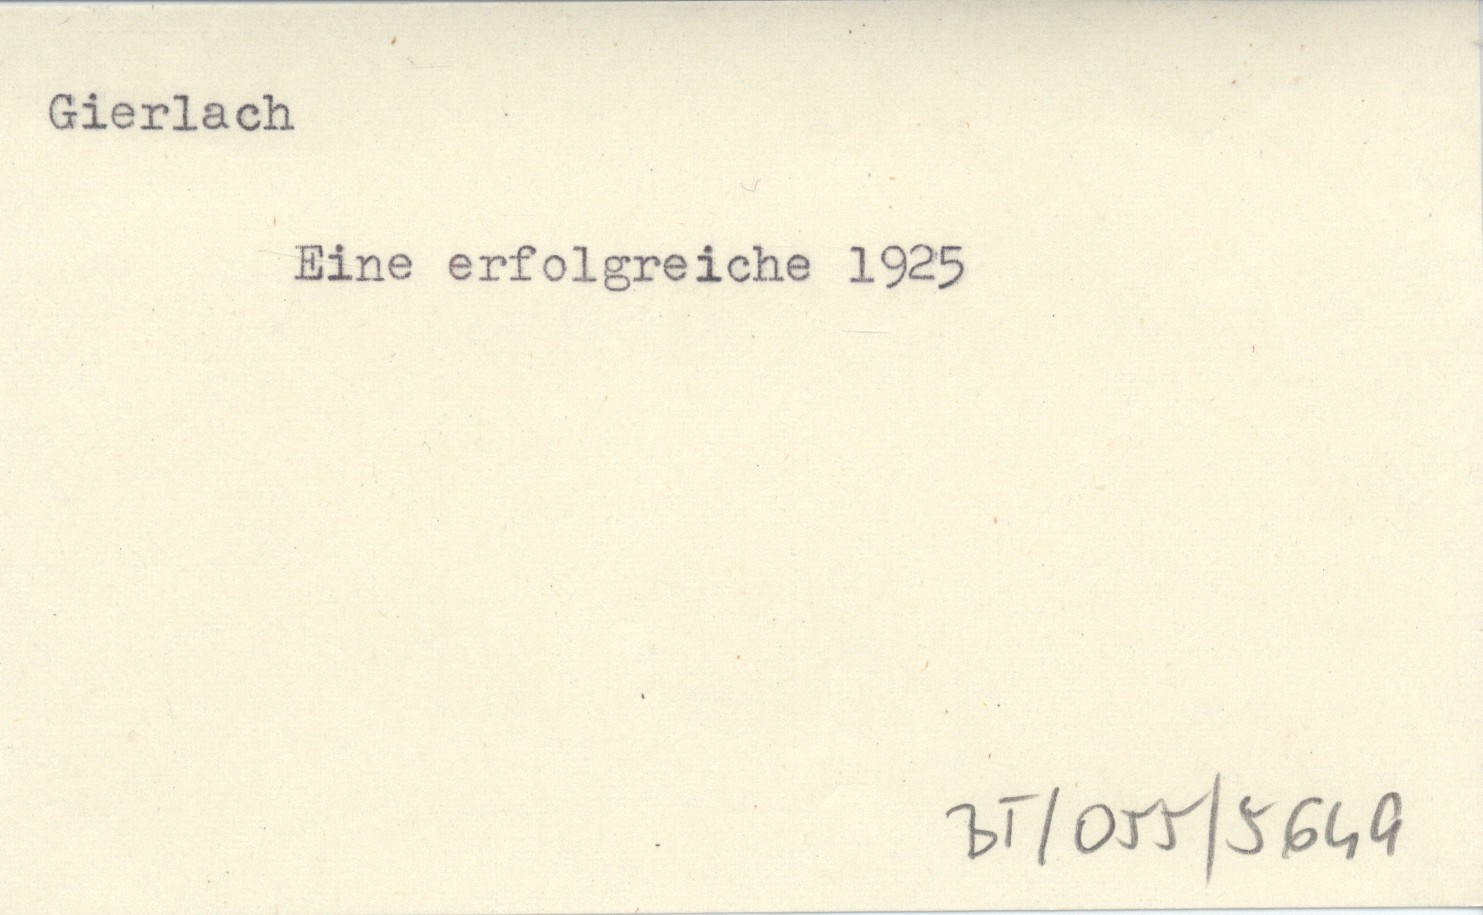 Gierlach
Eine erfolgreiche 1925
BT/055/5649